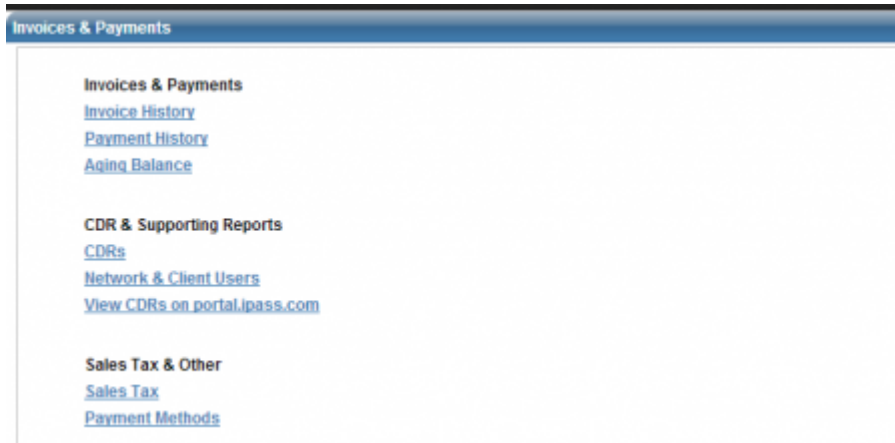 Invoices & Payments
Invoices & Payments
Invoice History
Payment History
Aging Balance
CDR & Supporting Reports
CDRs
Network & Client Users
View CDRs on portal.ipass.com
Sales Tax & Other
Sales Tax
Payment Methods